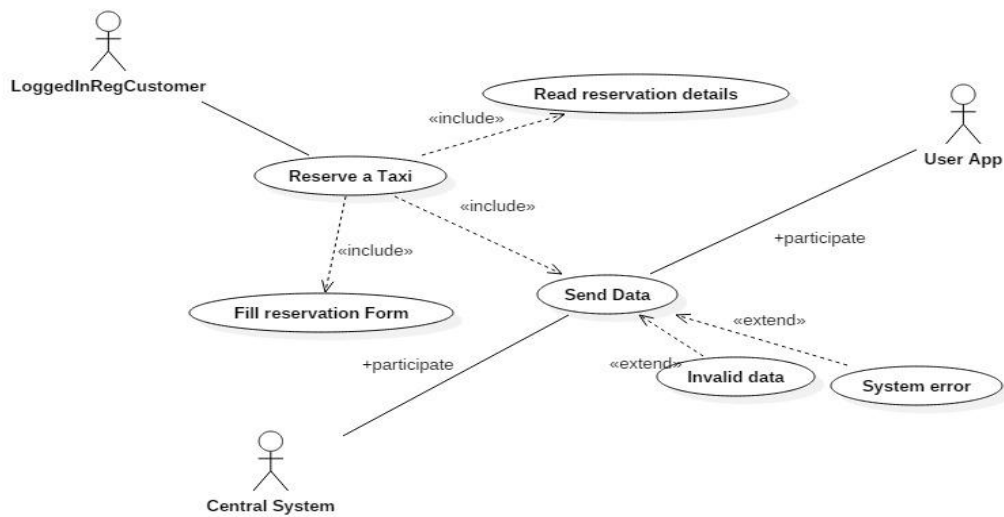 LoggedInRegCustomer
Read reservation details
«include»
User App
Reserve a Taxi
«include»
+participate
«include»
Send Data
Fill reservation Form
«extend»
+participate
«extend»
Invalid data
System error
Central System